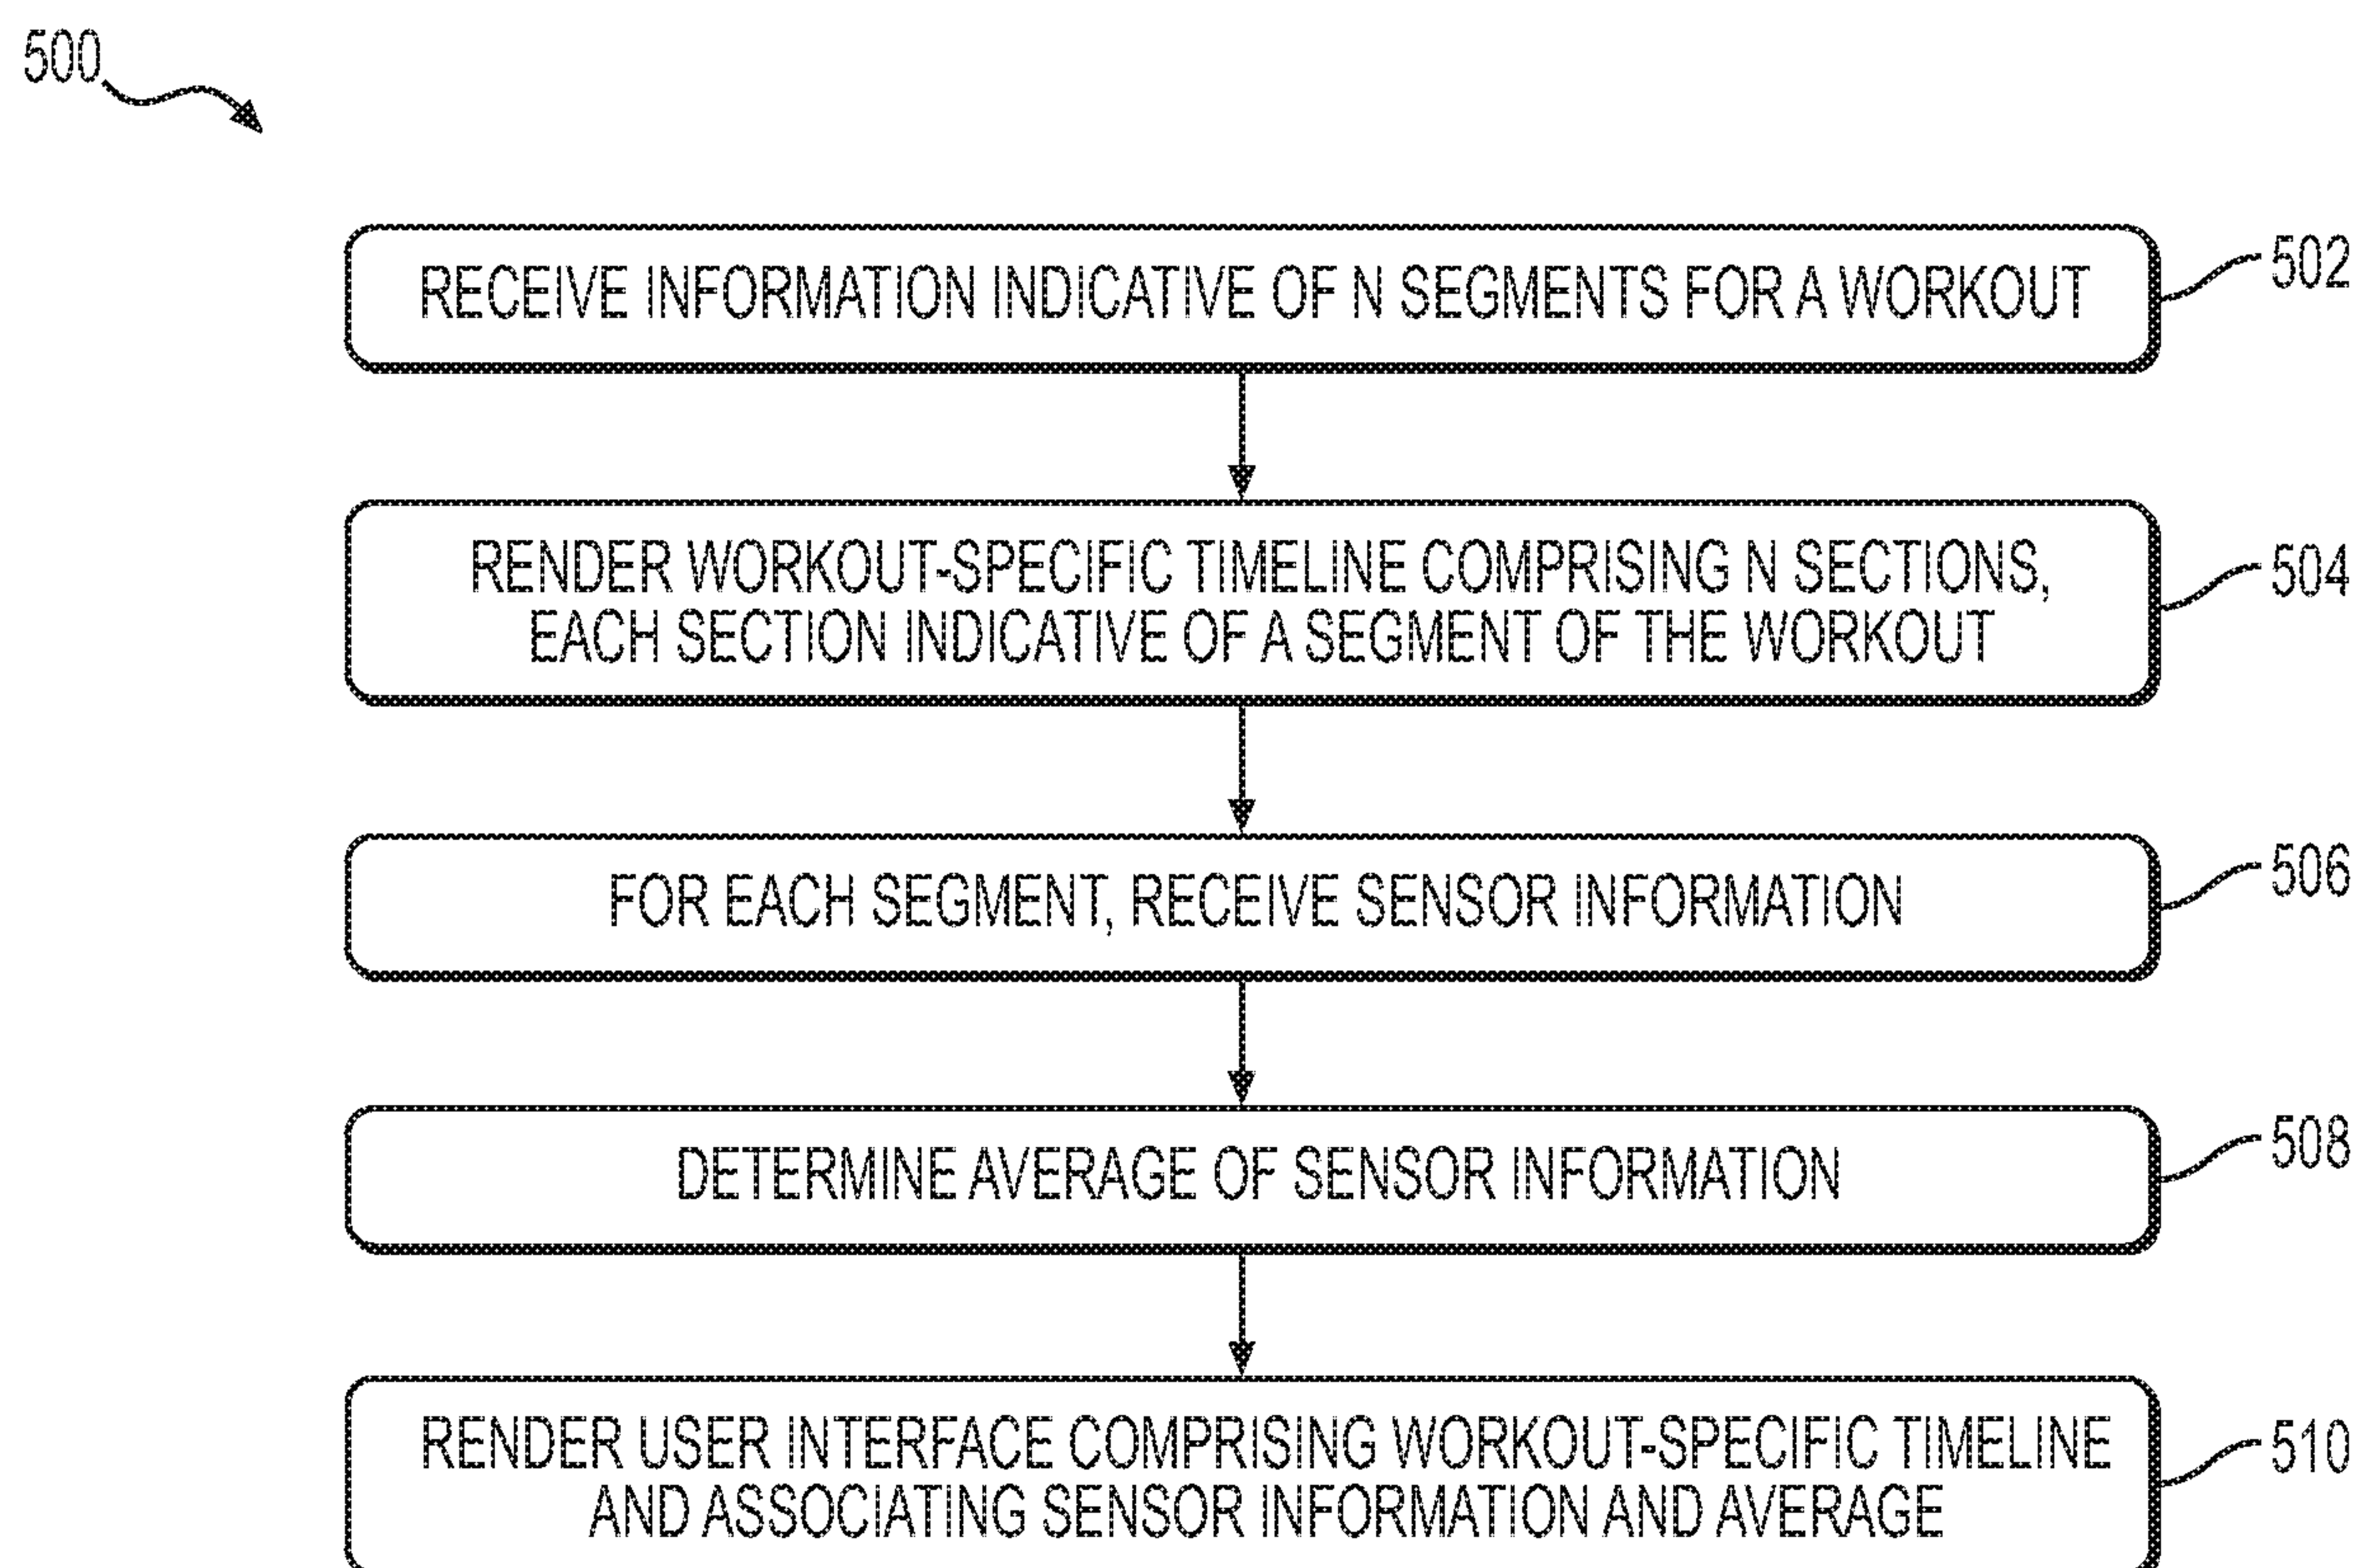 500
RECEIVE INFORMATION INDICATIVE OF N SEGMENTS FOR A WORKOUT
502
RENDER WORKOUT-SPECIFIC TIMELINE COMPRISING N SECTIONS,
EACH SECTION INDICATIVE OF A SEGMENT OF THE WORKOUT
504
FOR EACH SEGMENT, RECEIVE SENSOR INFORMATION
506
DETERMINE AVERAGE OF SENSOR INFORMATION
508
RENDER USER INTERFACE COMPRISING WORKOUT-SPECIFIC TIMELINE
AND ASSOCIATING SENSOR INFORMATION AND AVERAGE
510